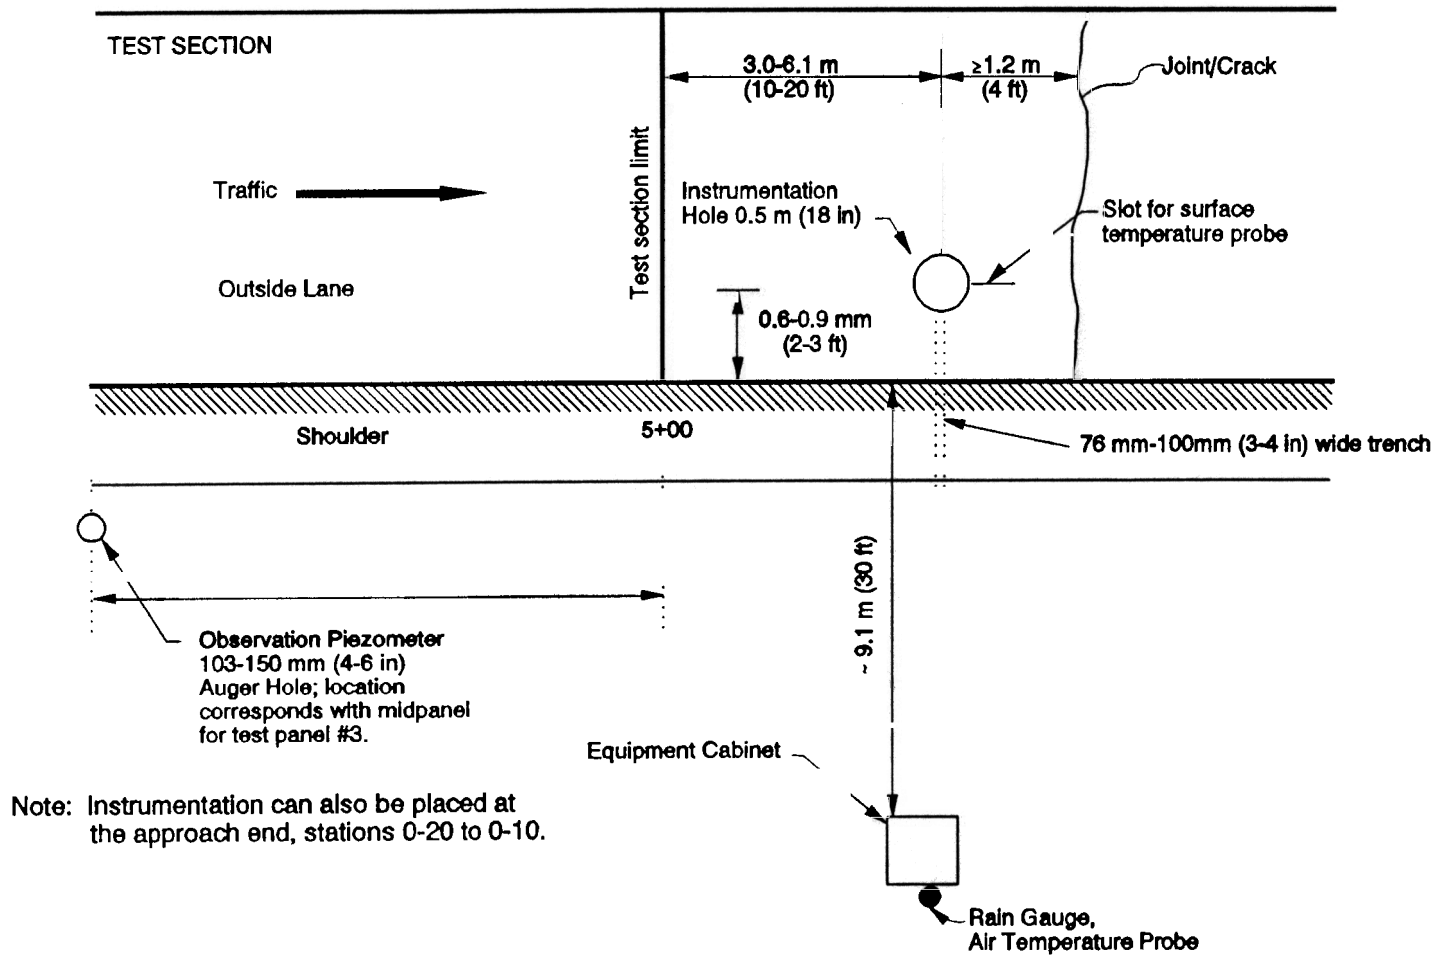 TEST SECTION
3.0-6.1 m
(10-20 ft)
≥1.2 m
(4 ft)
Joint/Crack
Traffic
Test section limit
Instrumentation
Hole 0.5 m (18 in)
Slot for surface
temperature probe
Outside Lane
0.6-0.9 mm
(2-3 ft)
Shoulder
5+00
76 mm-100mm (3-4 in) wide trench
~ 9.1 m (30 ft)
Observation Piezometer
103-150 mm (4-6 in)
Auger Hole; location
corresponds with midpanel
for test panel #3.
Equipment Cabinet
Note: Instrumentation can also be placed at
the approach end, stations 0-20 to 0-10.
Rain Gauge,
Air Temperature Probe